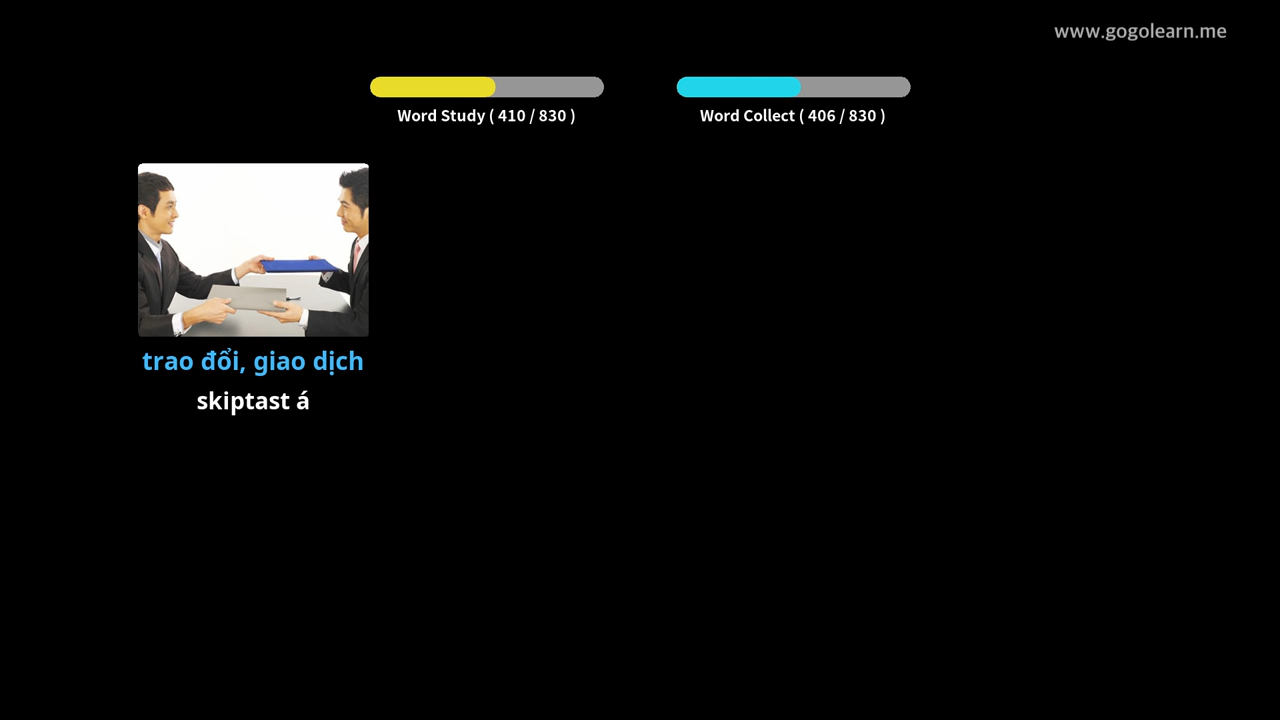 www.gogolearn.me
Word Study ( 410 / 830 )
Word Collect ( 406 / 830 )
trao đổi, giao dịch
skiptast á